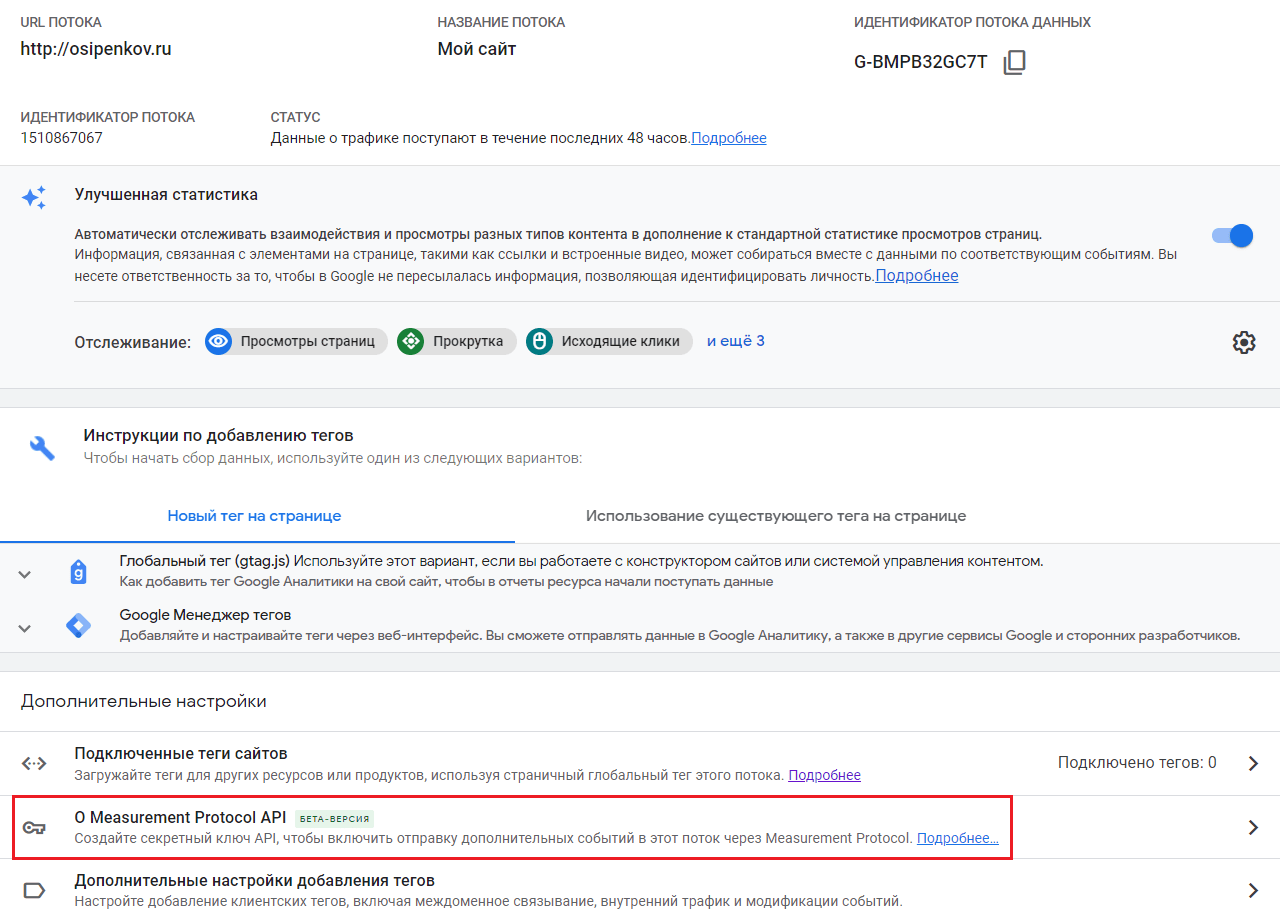 URL ПОТОКА
http://osipenkov.ru
НАЗВАНИЕ ПОТОКА
Мой сайт
ИДЕНТИФИКАТОР ПОТОКА ДАННЫХ
G-BMPB32GC7T
ИДЕНТИФИКАТОР ПОТОКА
1510867067
СТАТУС
Данные о трафике поступают в течение последних 48 часов.Подробнее
Улучшенная статистика
Автоматически отслеживать взаимодействия и просмотры разных типов контента в дополнение к стандартной статистике просмотров страниц.
Информация, связанная с элементами на странице, такими как ссылки и встроенные видео, может собираться вместе с данными по соответствующим событиям. Вы
несете ответственность за то, чтобы в Google не пересылалась информация, позволяющая идентифицировать личность.Подробнее
Отслеживание: Просмотры страниц Прокрутка Исходящие клики и ещё 3
Инструкции по добавлению тегов
Чтобы начать сбор данных, используйте один из следующих вариантов:
Новый тег на странице
Использование существующего тега на странице
g
Глобальный тег (gtag.js) Используйте этот вариант, если вы работаете с конструктором сайтов или системой управления контентом.
Как добавить тег Google Аналитики на свой сайт, чтобы в отчеты ресурса начали поступать данные
Google Менеджер тегов
Добавляйте и настраивайте теги через веб-интерфейс. Вы сможете отправлять данные в Google Аналитику, а также в другие сервисы Google и сторонних разработчиков.
Дополнительные настройки
Подключенные теги сайтов
Загружайте теги для других ресурсов или продуктов, используя страничный глобальный тег этого потока. Подробнее
Подключено тегов: 0
О Measurement Protocol API БЕТА-ВЕРСИЯ
Создайте секретный ключ API, чтобы включить отправку дополнительных событий в этот поток через Measurement Protocol. Подробнее...
Дополнительные настройки добавления тегов
Настройте добавление клиентских тегов, включая междоменное связывание, внутренний трафик и модификации событий.